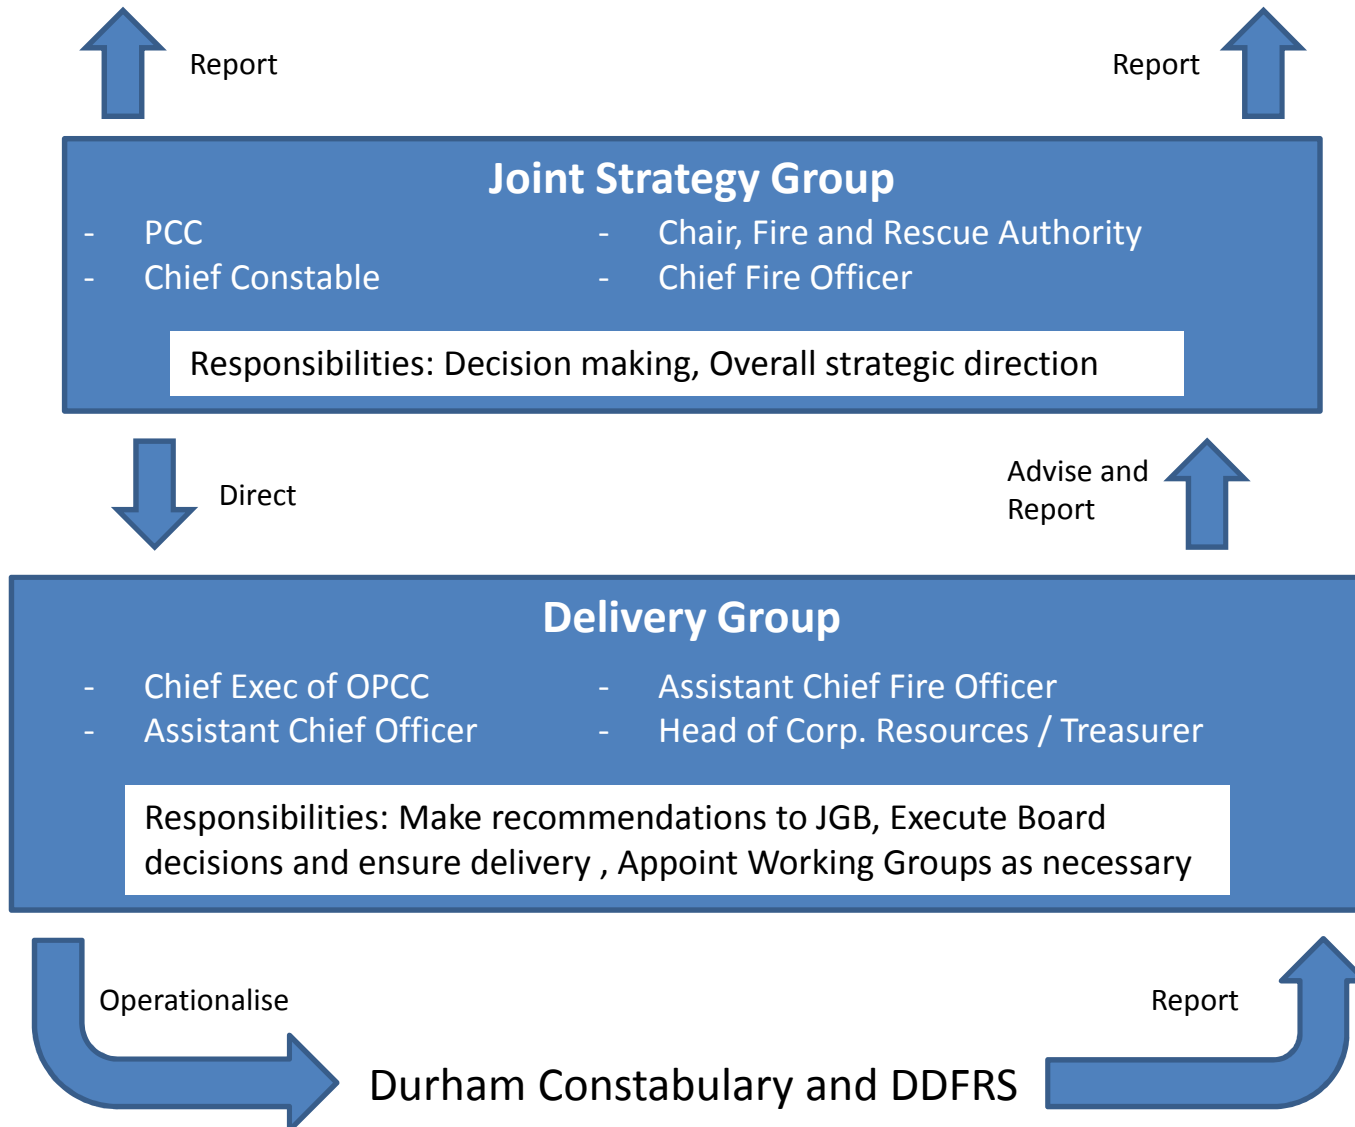 Report
Report
Joint Strategy Group
- PCC
- Chief Constable
- Chair, Fire and Rescue Authority
- Chief Fire Officer
Responsibilities: Decision making, Overall strategic direction
Direct
Advise and
Report
Delivery Group
- Chief Exec of OPCC
- Assistant Chief Officer
- Assistant Chief Fire Officer
- Head of Corp. Resources / Treasurer
Responsibilities: Make recommendations to JGB, Execute Board
decisions and ensure delivery , Appoint Working Groups as necessary
Operationalise
Report
Durham Constabulary and DDFRS